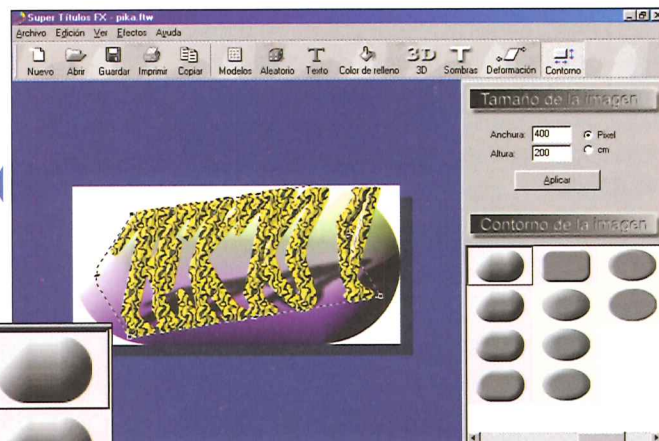 Super Títulos FX - pika.ftw
Archivo Edición Ver Efectos Ayuda
Nuevo Abrir Guardar Imprimir Copiar Modelos Aleatorio Texto Color de relleno 3D Sombras Deformación Contorno
Tamaño de la imagen
Anchura: 400 Pixel
Altura: 200 cm
Aplicar
Contorno de la imagen